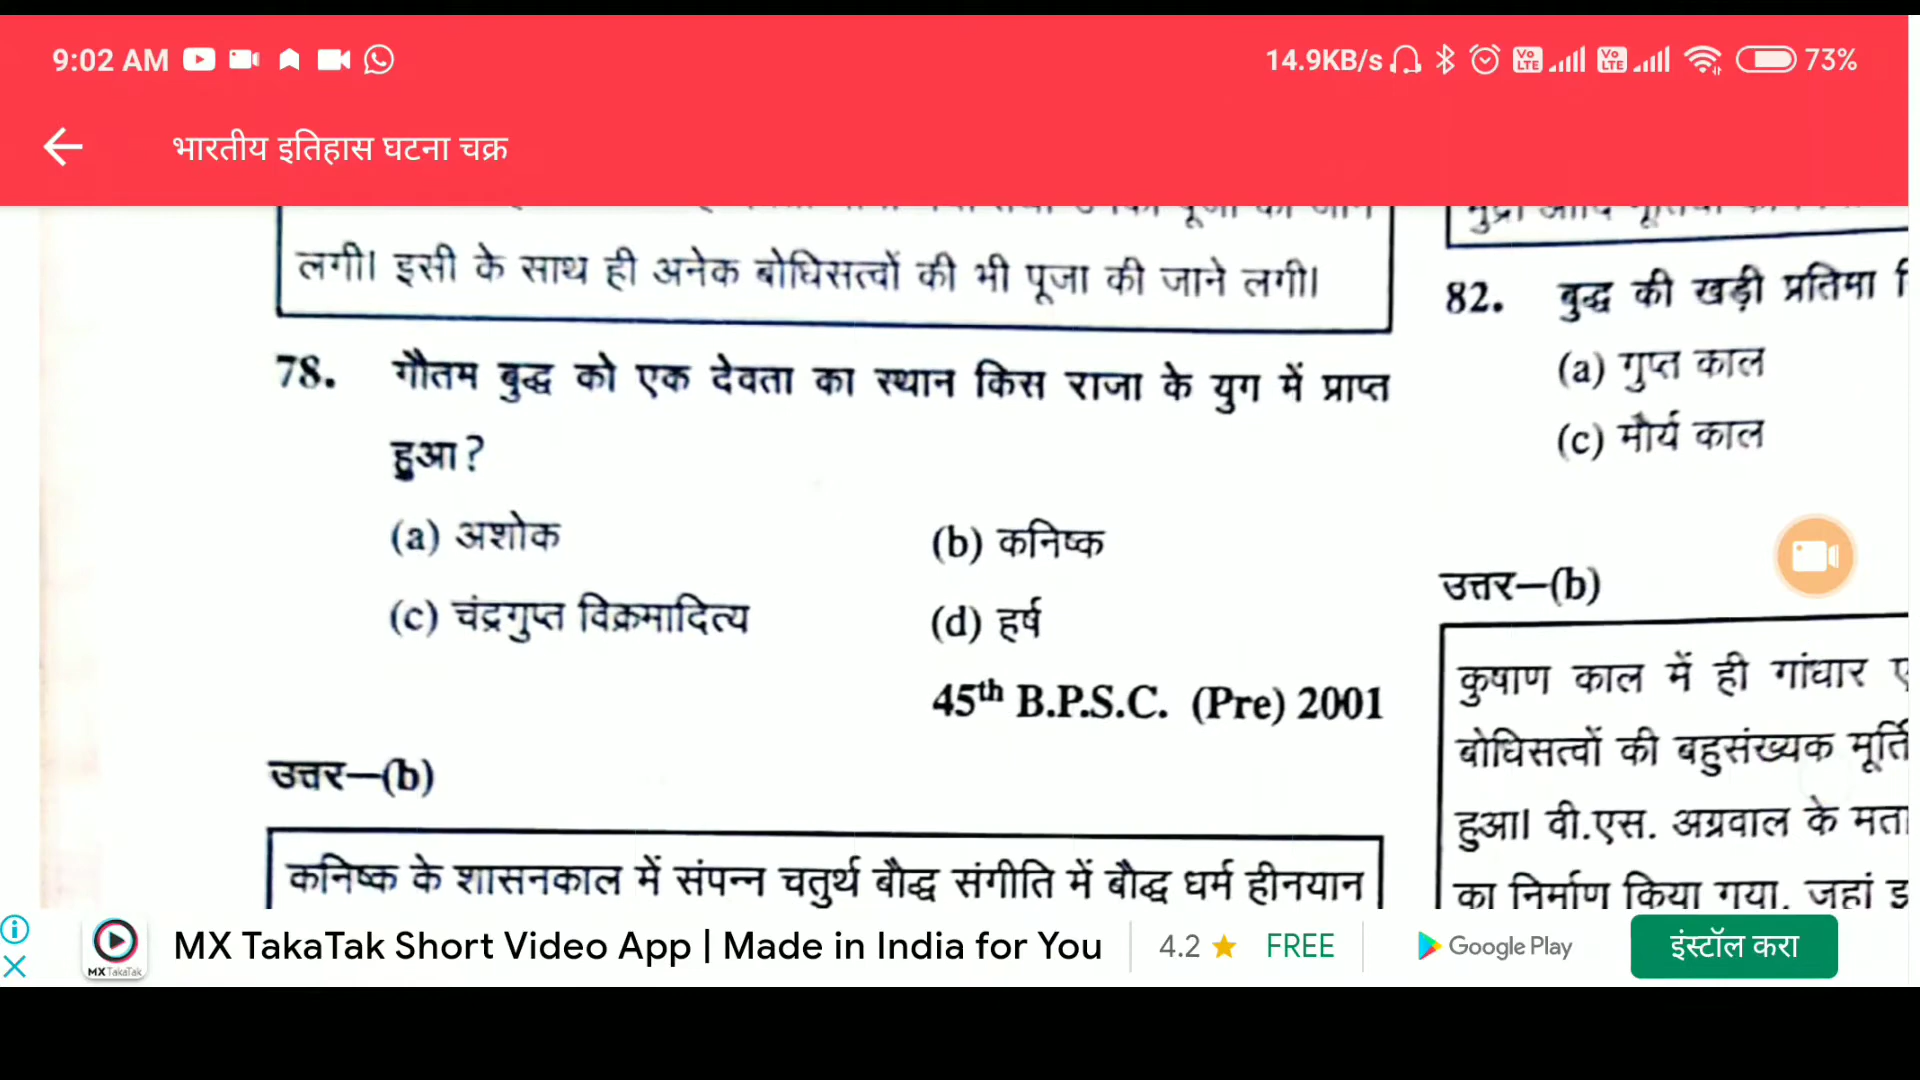 9:02 AM
14.9KB/s
73%
भारतीय इतिहास घटना चक्र
लगी। इसी के साथ ही अनेक बोधिसत्वों की भी पूजा की जाने लगी।
78. गौतम बुद्ध को एक देवता का स्थान किस राजा के युग में प्राप्त
हुआ?
(a) अशोक (b) कनिष्क
(c) चंद्रगुप्त विक्रमादित्य (d) हर्ष
45th B.P.S.C. (Pre) 2001
उत्तर–(b)
कनिष्क के शासनकाल में संपन्न चतुर्थ बौद्ध संगीति में बौद्ध धर्म हीनयान
82. बुद्ध की खड़ी प्रतिमा
(a) गुप्त काल
(c) मौर्य काल
उत्तर–(b)
कुषाण काल में ही गांधार
बोधिसत्वों की बहुसंख्यक मूर्ति
हुआ। वी.एस. अग्रवाल के
का निर्माण किया गया, जहां
MX TakaTak
MX TakaTak Short Video App | Made in India for You
4.2 FREE
Google Play
इंस्टॉल करा